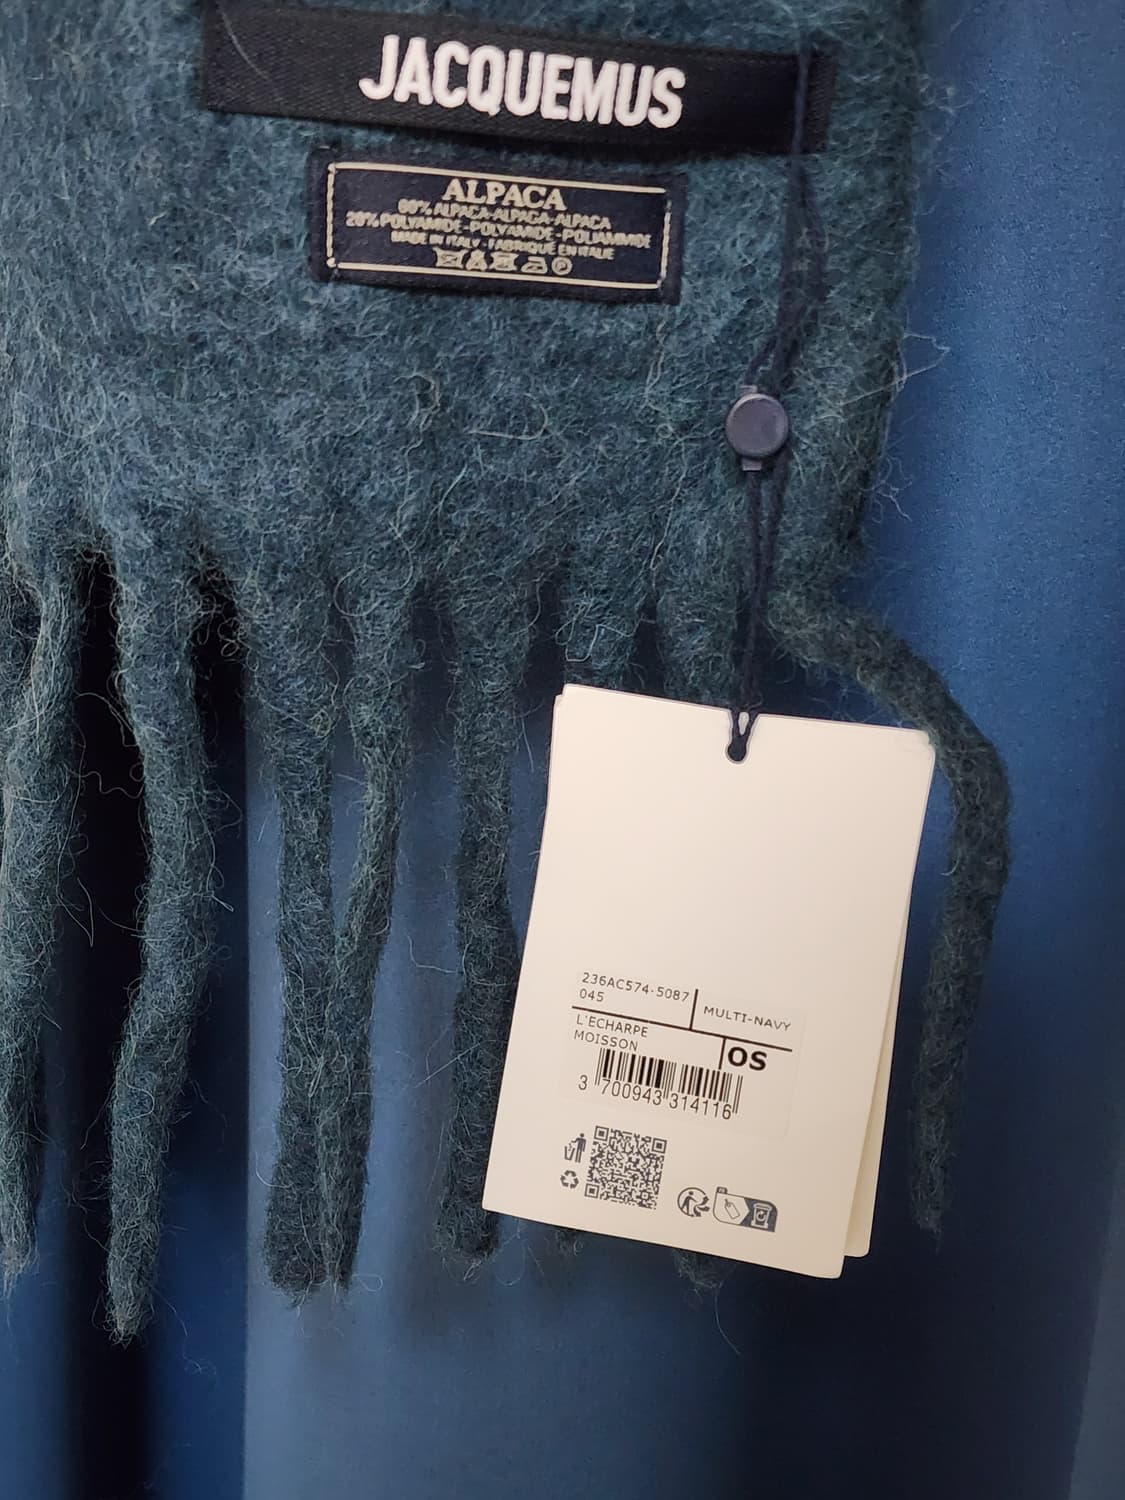 JACQUEMUS
ALPACA
80% ALPACA-ALPAGA-ALPACA
20% POLYAMIDE-POLYAMIDE-POLIAMMIDE
MADE IN ITALY-FABRIQUÉ EN ITALIE
236AC574-5087
045
MULTI-NAVY
L'ECHARPE
MOISSON
OS
3 700943 314116